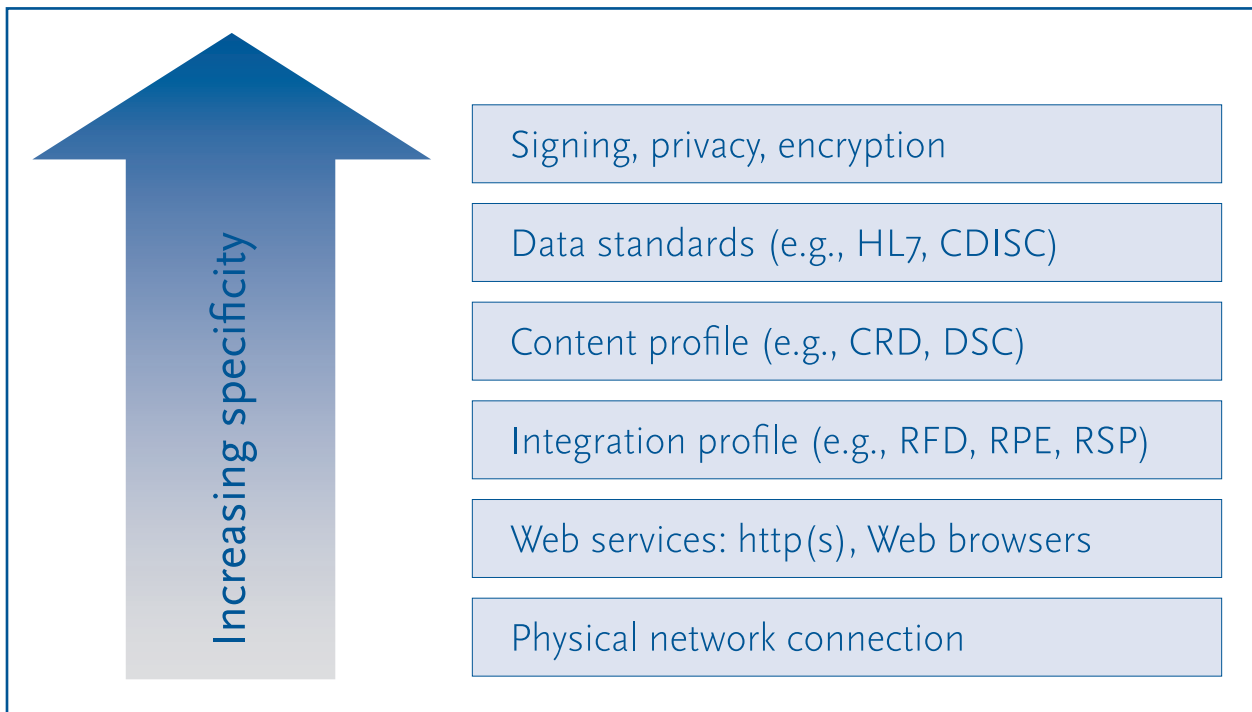 Increasing specificity
Signing, privacy, encryption
Data standards (e.g., HL7, CDISC)
Content profile (e.g., CRD, DSC)
Integration profile (e.g., RFD, RPE, RSP)
Web services: http(s), Web browsers
Physical network connection